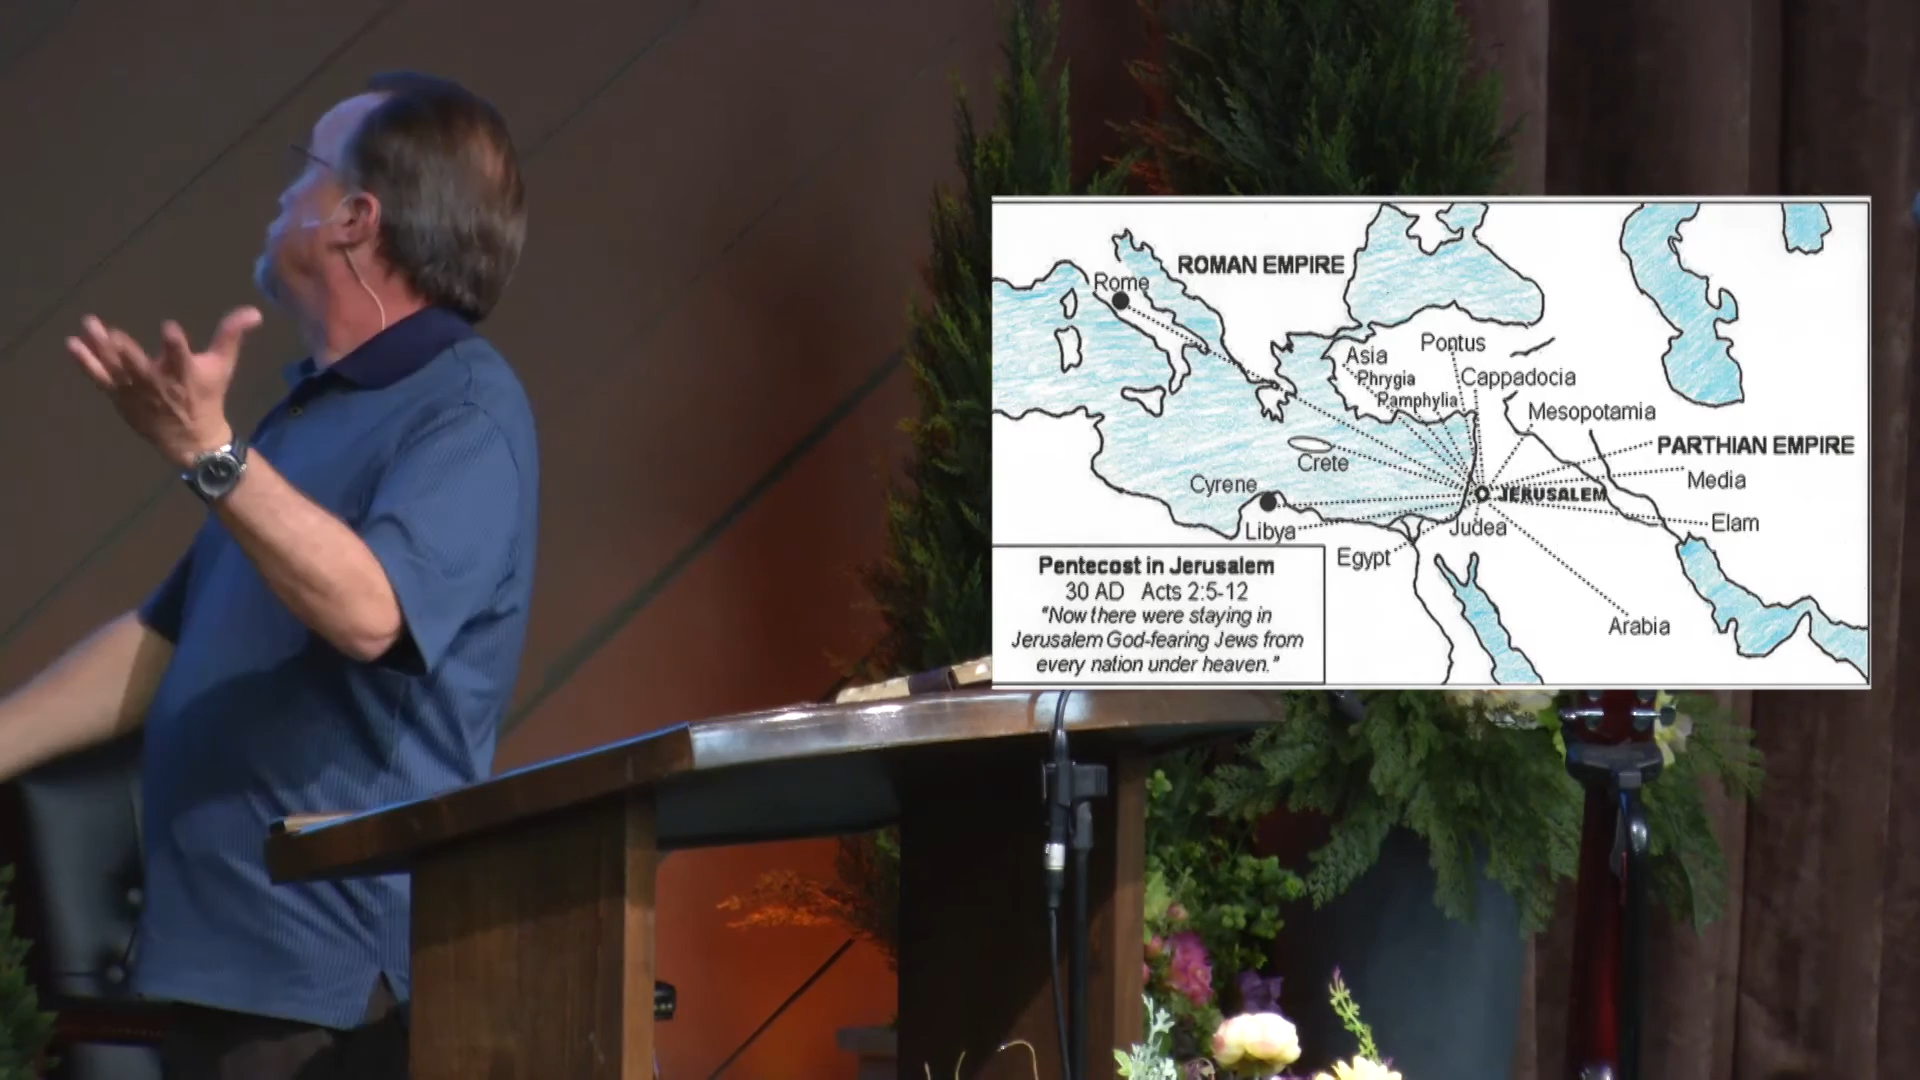 ROMAN EMPIRE
Rome
Pontus
Asia
Phrygia
Cappadocia
Pamphylia
Mesopotamia
PARTHIAN EMPIRE
Crete
Media
Cyrene
JERUSALEM
Libya
Judea
Elam
Egypt
Arabia
Pentecost in Jerusalem
30 AD Acts 2:5-12
"Now there were staying in
Jerusalem God-fearing Jews from
every nation under heaven."